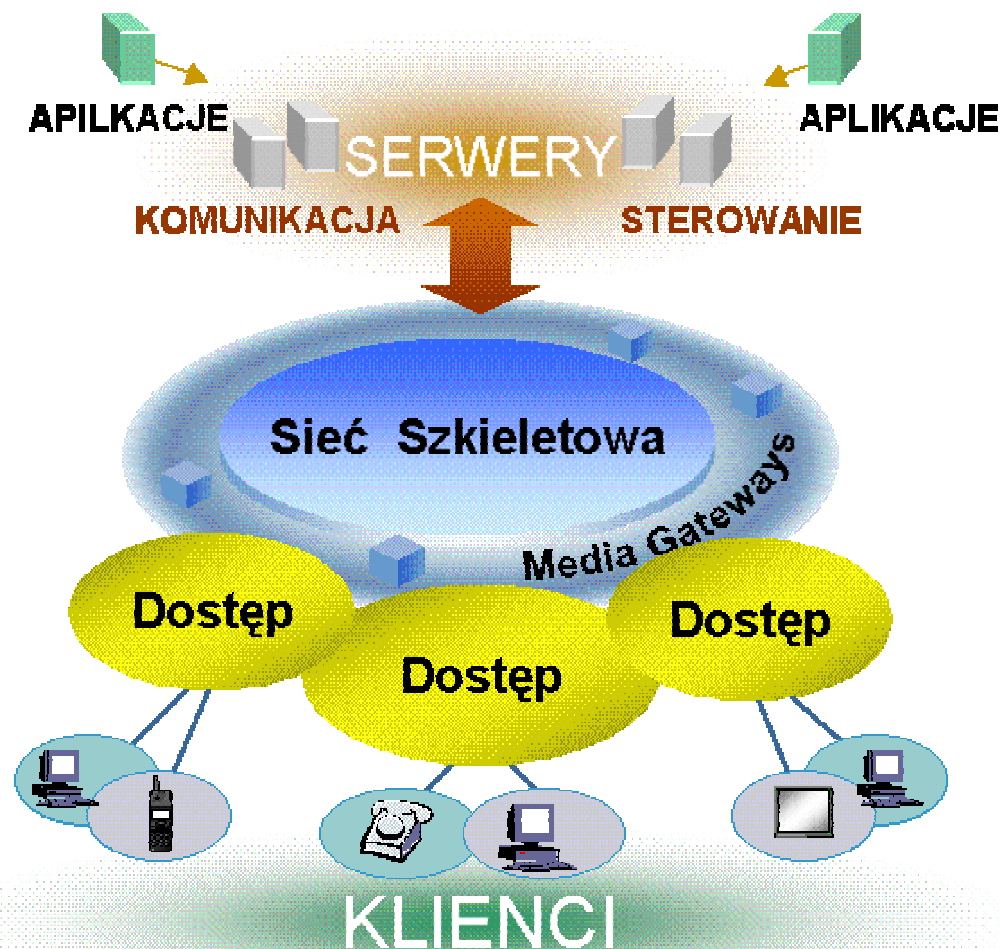 APILKACJE
APLIKACJE
SERWERY
KOMUNIKACJA
STEROWANIE
Sieć Szkieletowa
Media Gateways
Dostęp
Dostęp
Dostęp
KLIENCI